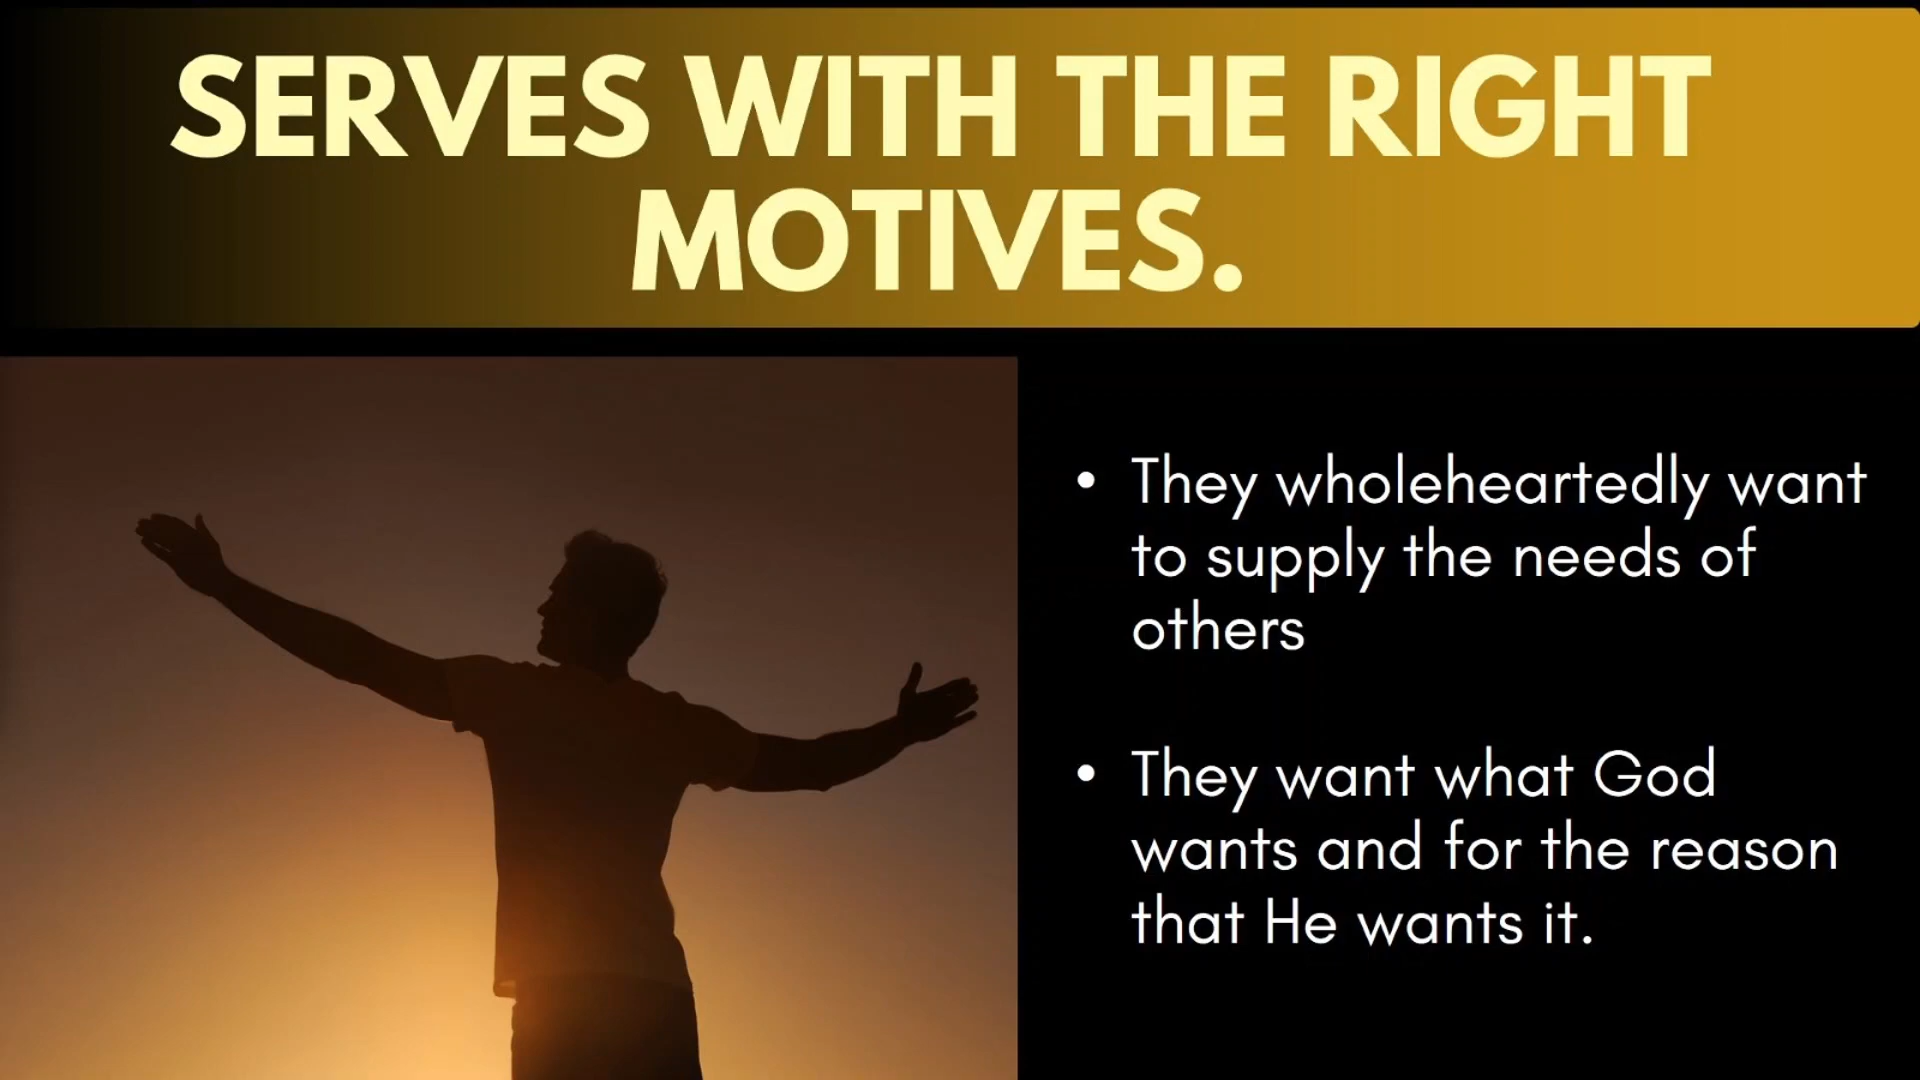 SERVES WITH THE RIGHT
MOTIVES.
• They wholeheartedly want
to supply the needs of
others
• They want what God
wants and for the reason
that He wants it.